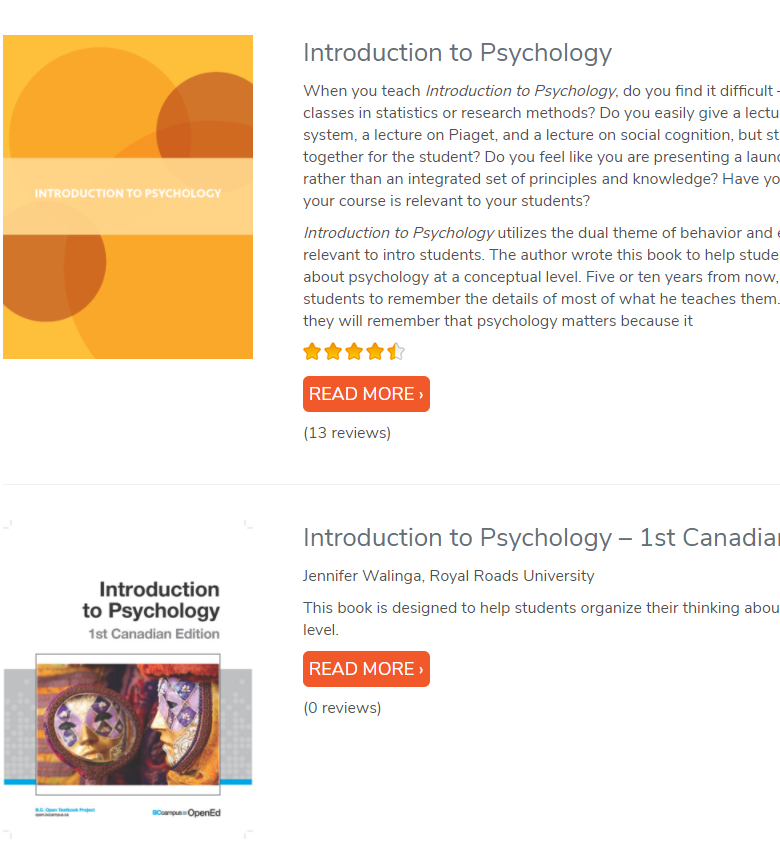 INTRODUCTION TO PSYCHOLOGY
Introduction to Psychology
When you teach Introduction to Psychology, do you find it difficult -
classes in statistics or research methods? Do you easily give a lectu
system, a lecture on Piaget, and a lecture on social cognition, but st
together for the student? Do you feel like you are presenting a laun
rather than an integrated set of principles and knowledge? Have yo
your course is relevant to your students?
Introduction to Psychology utilizes the dual theme of behavior and e
relevant to intro students. The author wrote this book to help stude
about psychology at a conceptual level. Five or ten years from now,
students to remember the details of most of what he teaches them.
they will remember that psychology matters because it
READ MORE ›
(13 reviews)
Introduction
to Psychology
1st Canadian Edition
B.C. Open Textbook Project
open.bccampus.ca
BCcampus OpenEd
Introduction to Psychology – 1st Canadian
Jennifer Walinga, Royal Roads University
This book is designed to help students organize their thinking abou
level.
READ MORE ›
(0 reviews)